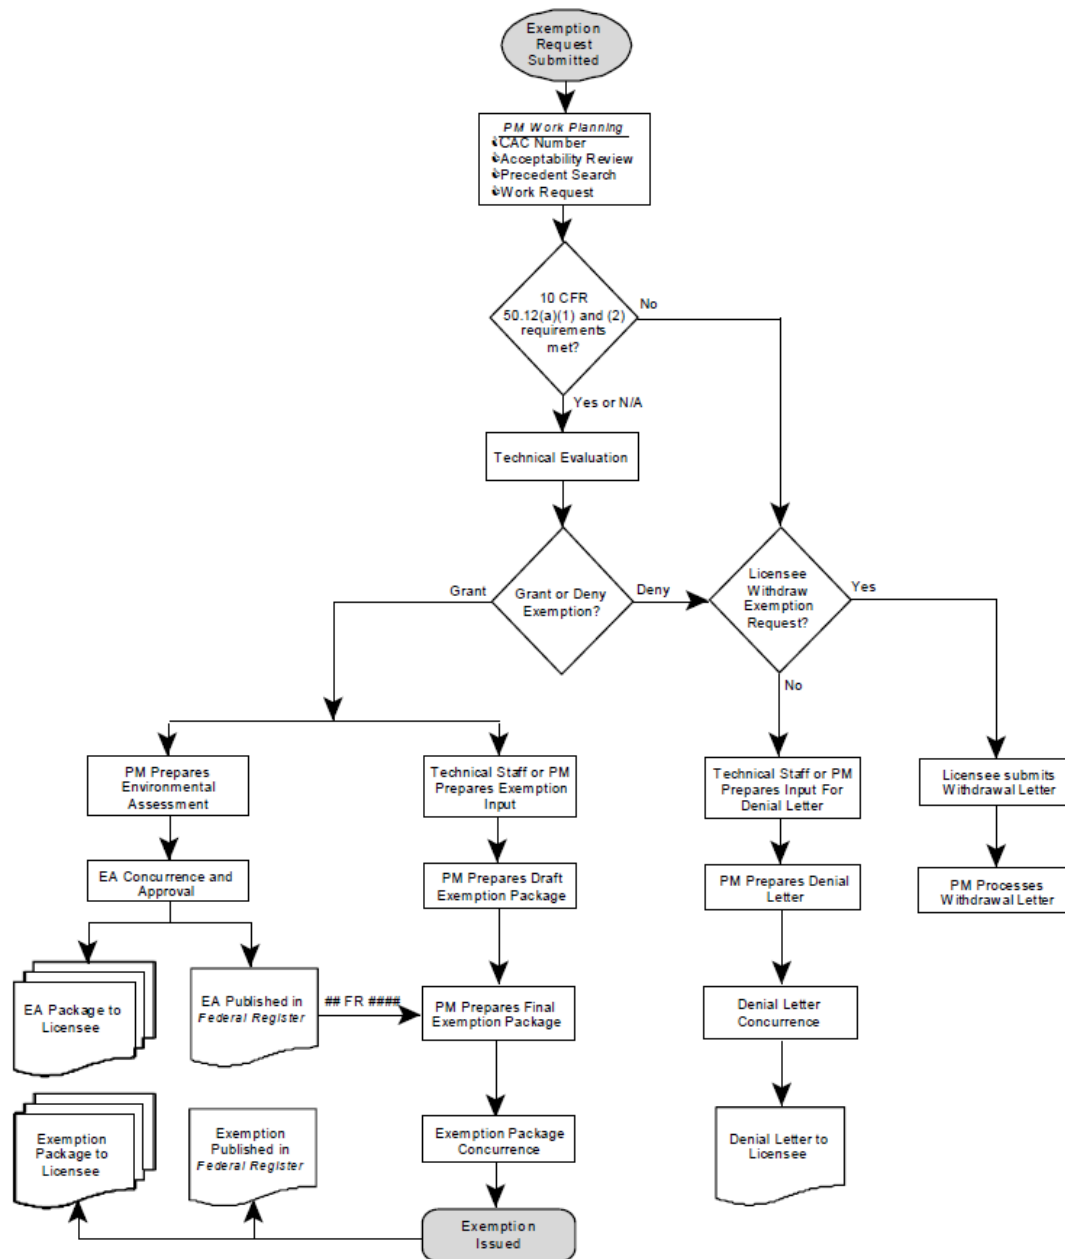 Exemption
Request
Submitted
PM Work Planning
CAC Number
Acceptability Review
Precedent Search
Work Request
10 CFR
50.12(a)(1) and (2)
requirements
met?
No
Yes or N/A
Technical Evaluation
Grant or Deny
Exemption?
Grant
Deny
Licensee
Withdraw
Exemption
Request?
Yes
No
PM Prepares
Environmental
Assessment
Technical Staff or PM
Prepares Exemption
Input
Technical Staff or PM
Prepares Input For
Denial Letter
Licensee submits
Withdrawal Letter
EA Concurrence and
Approval
PM Prepares Draft
Exemption Package
PM Prepares Denial
Letter
PM Processes
Withdrawal Letter
EA Package to
Licensee
EA Published in
Federal Register
## FR ####
PM Prepares Final
Exemption Package
Denial Letter
Concurrence
Exemption
Package to
Licensee
Exemption
Published in
Federal Register
Exemption Package
Concurrence
Denial Letter to
Licensee
Exemption
Issued